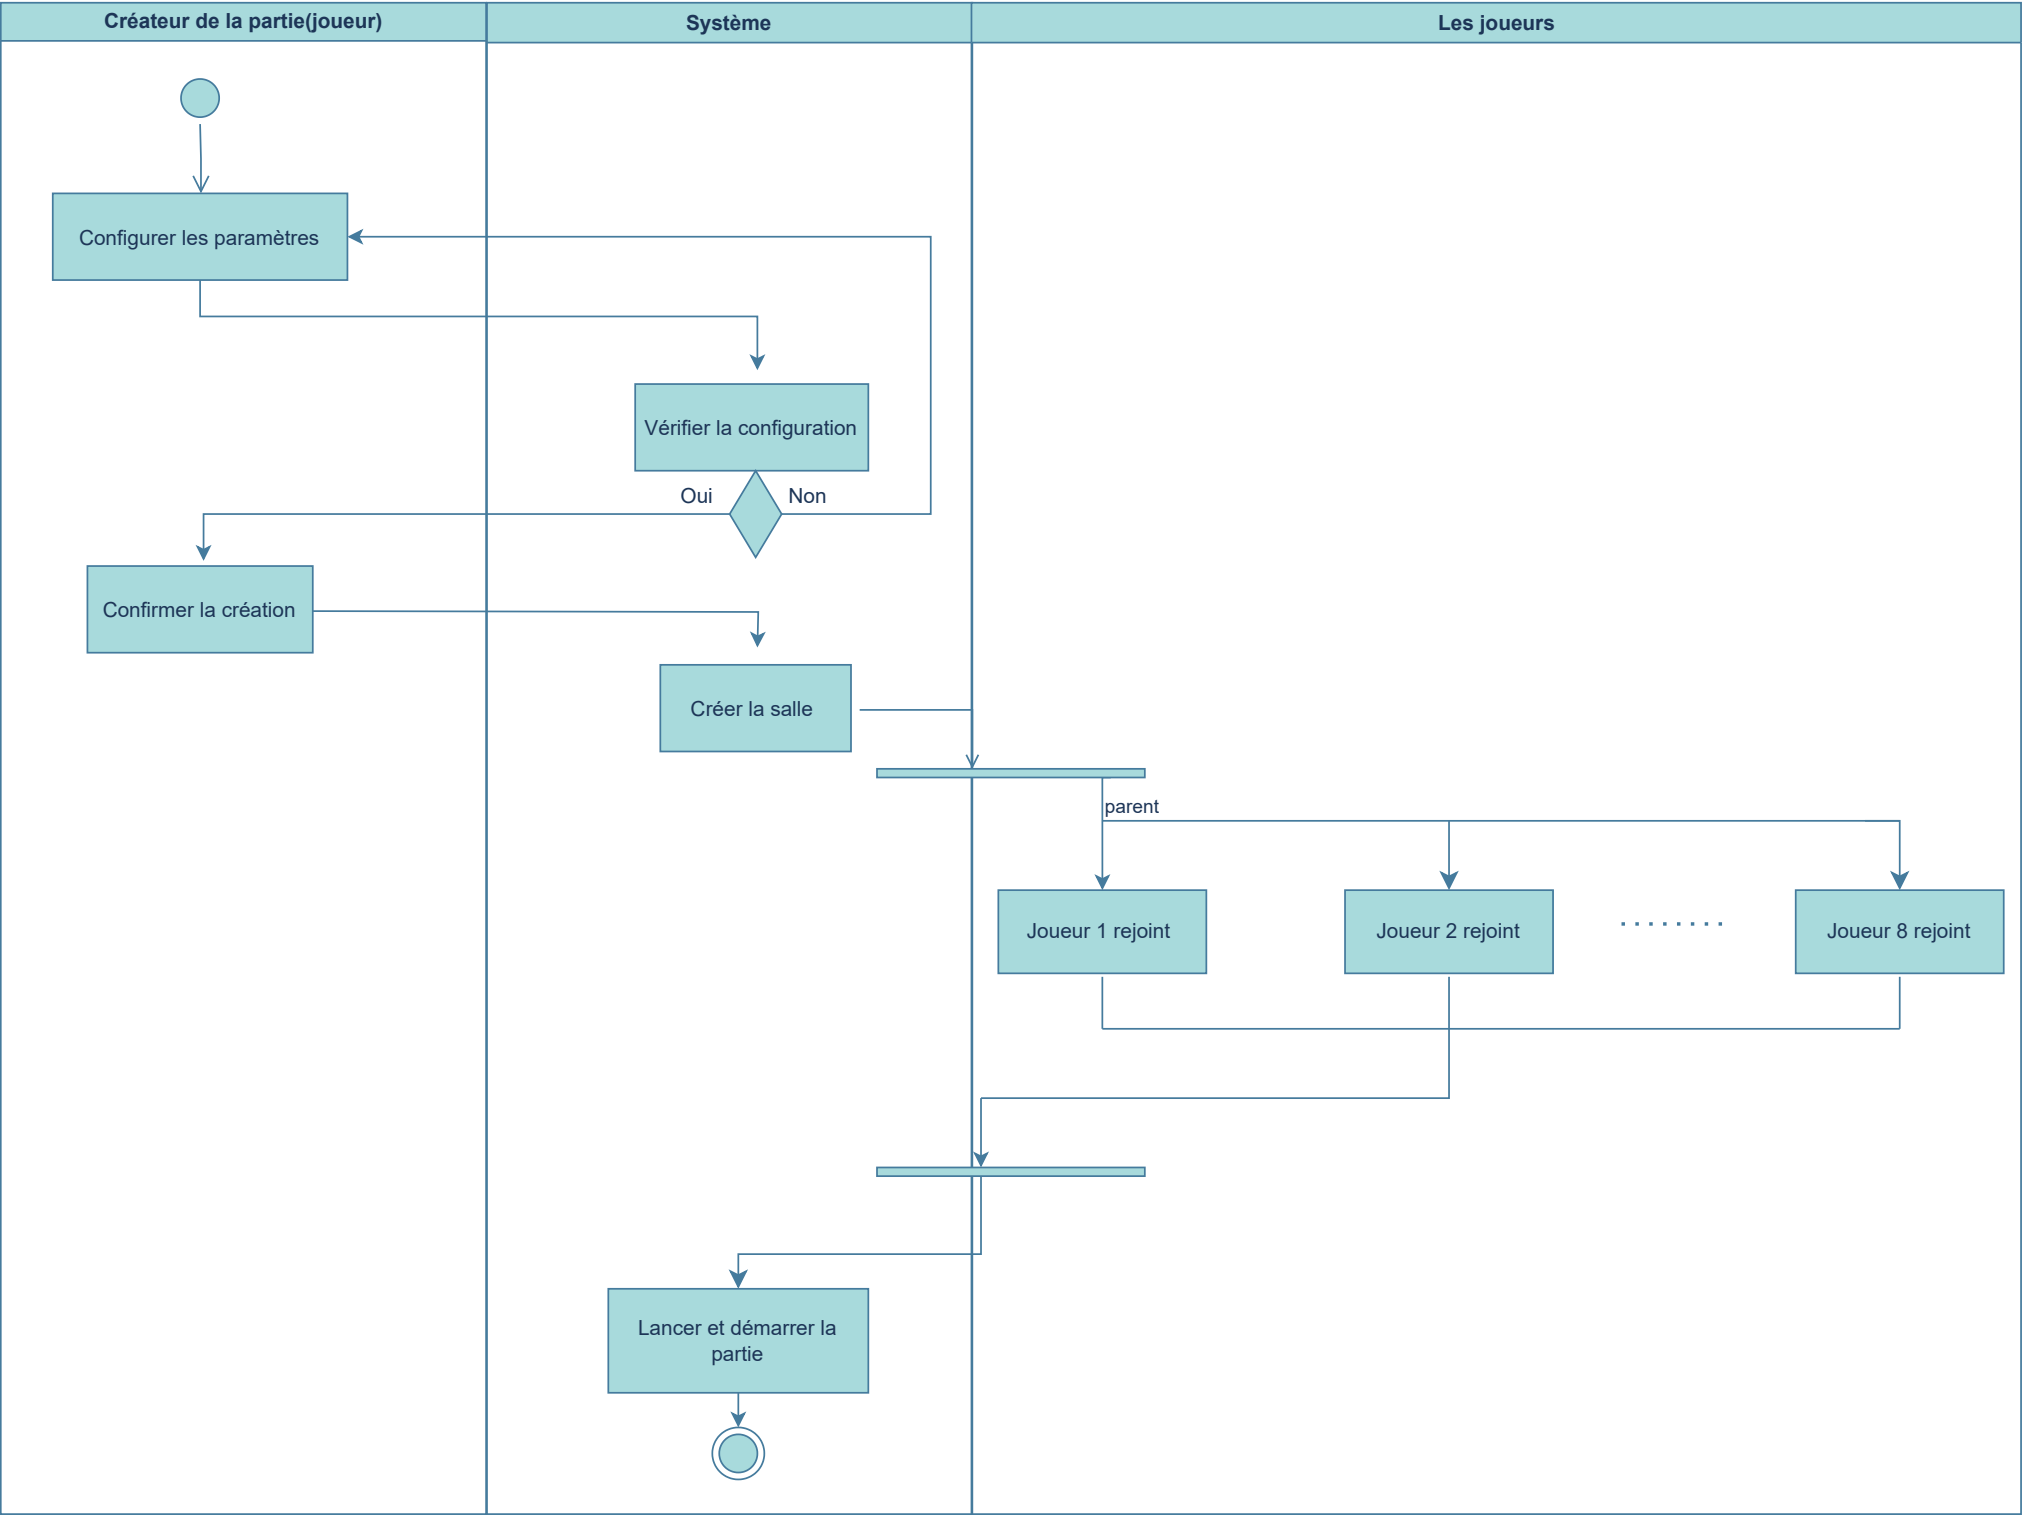 Créateur de la partie(joueur)
Système
Les joueurs
Configurer les paramètres
Vérifier la configuration
Oui
Non
Confirmer la création
Créer la salle
parent
Joueur 1 rejoint
Joueur 2 rejoint
........
Joueur 8 rejoint
Lancer et démarrer la
partie